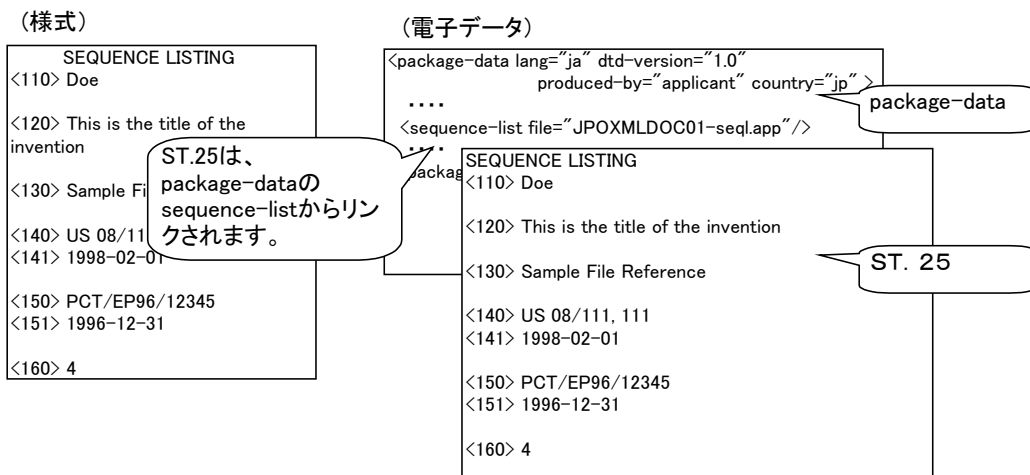 (様式)
SEQUENCE LISTING
<110> Doe
<120> This is the title of the
invention
<130> Sample Fi
<140> US 08/11
<141> 1998-02-01
<150> PCT/EP96/12345
<151> 1996-12-31
<160> 4
ST.25は、
package-dataの
sequence-listからリン
クされます。
(電子データ)
<package-data lang="ja" dtd-version="1.0"
produced-by="applicant" country="jp" >
・・・・
<sequence-list file="JPOXMLDOC01-seql.app"/>
・・・・
packag
package-data
SEQUENCE LISTING
<110> Doe
<120> This is the title of the invention
<130> Sample File Reference
<140> US 08/111, 111
<141> 1998-02-01
<150> PCT/EP96/12345
<151> 1996-12-31
<160> 4
ST. 25